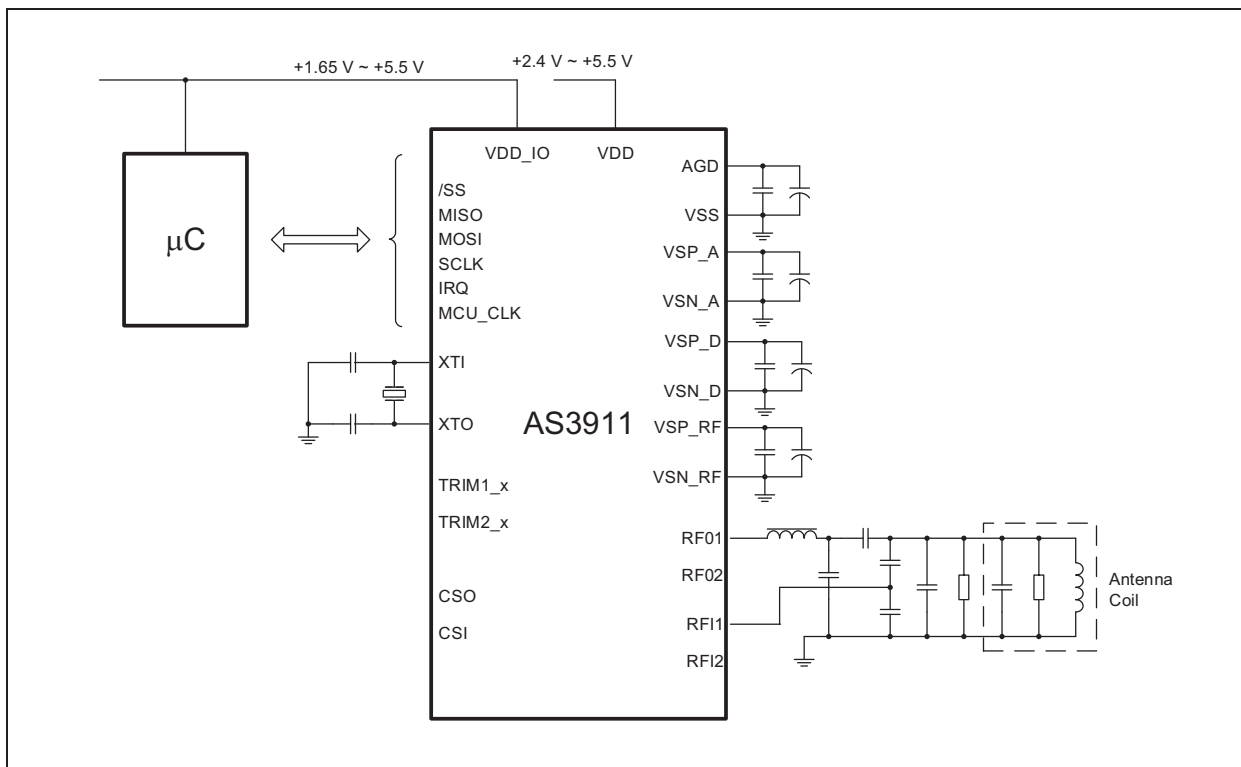 +1.65 V ~ +5.5 V
+2.4 V ~ +5.5 V
VDD_IO
VDD
μC
/SS
MISO
MOSI
SCLK
IRQ
MCU_CLK
XTI
XTO
TRIM1_x
TRIM2_x
CSO
CSI
AS3911
AGD
VSS
VSP_A
VSN_A
VSP_D
VSN_D
VSP_RF
VSN_RF
RF01
RF02
RFI1
RFI2
Antenna
Coil